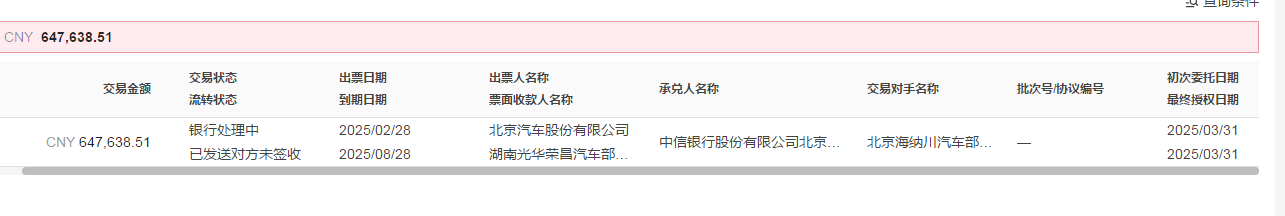 查询条件
CNY 647,638.51
交易金额
交易状态
流转状态
出票日期
到期日期
出票人名称
票面收款人名称
承兑人名称
交易对手名称
批次号/协议编号
初次委托日期
最终授权日期
CNY 647,638.51
银行处理中
已发送对方未签收
2025/02/28
2025/08/28
北京汽车股份有限公司
湖南光华荣昌汽车部...
中信银行股份有限公司北京...
北京海纳川汽车部...
—
2025/03/31
2025/03/31